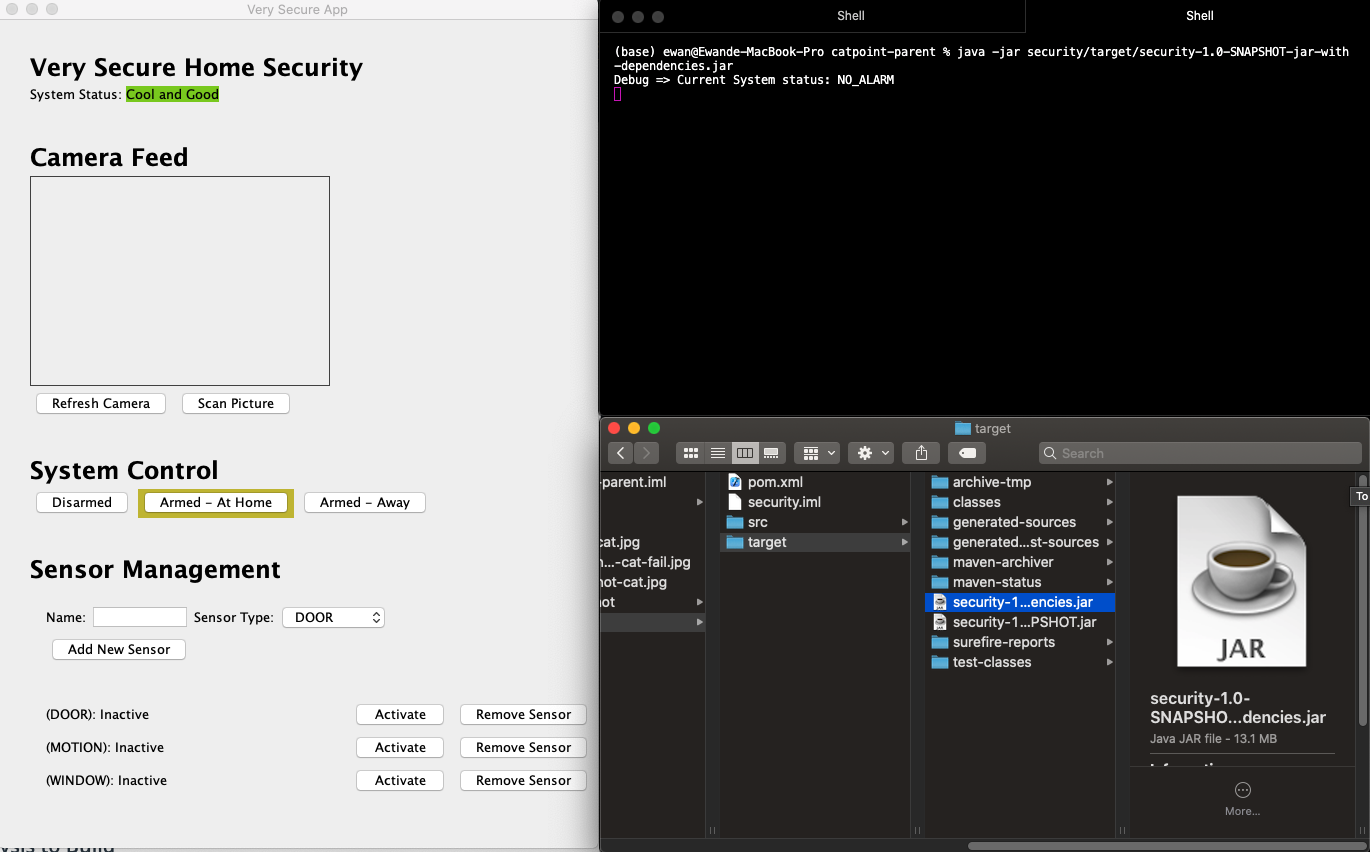 Very Secure App
Very Secure Home Security
System Status: Cool and Good
Camera Feed
Refresh Camera Scan Picture
System Control
Disarmed Armed - At Home Armed - Away
Sensor Management
Name: Sensor Type: DOOR
Add New Sensor
(DOOR): Inactive Activate Remove Sensor
(MOTION): Inactive Activate Remove Sensor
(WINDOW): Inactive Activate Remove Sensor
Shell Shell
(base) ewan@Ewande-MacBook-Pro catpoint-parent % java -jar security/target/security-1.0-SNAPSHOT-jar-with
-dependencies.jar
Debug => Current System status: NO_ALARM
target
Search
-parent.iml
cat.jpg
...-cat-fail.jpg
not-cat.jpg
pom.xml
security.iml
src
target
archive-tmp
classes
generated-sources
generated...st-sources
maven-archiver
maven-status
security-1...encies.jar
security-1...PSHOT.jar
surefire-reports
test-classes
To
JAR
security-1.0-
SNAPSHO...dencies.jar
Java JAR file - 13.1 MB
More...